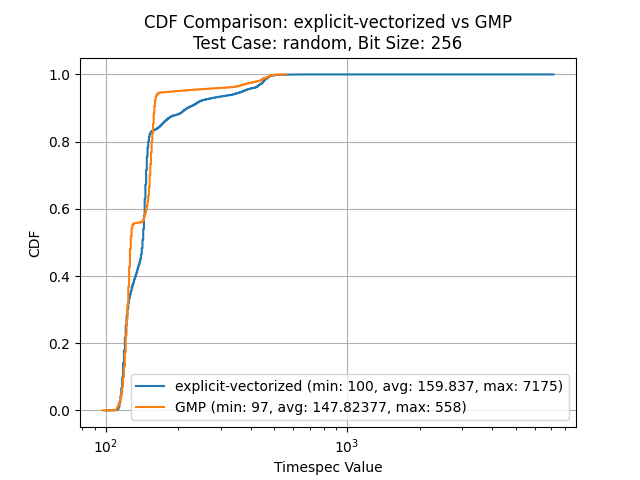 CDF Comparison: explicit-vectorized vs GMP
Test Case: random, Bit Size: 256
CDF
1.0
0.8
0.6
0.4
0.2
0.0
explicit-vectorized (min: 100, avg: 159.837, max: 7175)
GMP (min: 97, avg: 147.82377, max: 558)
10² 10³
Timespec Value